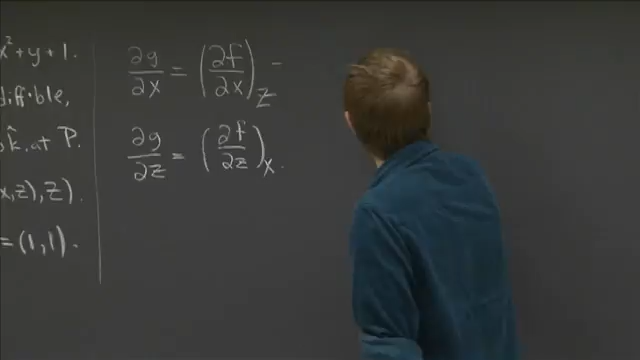 x² + y + 1.
diff'ble,
k̂, at P.
x,z), z).
= (1,1).
∂g/∂x = (∂f/∂x)_z -
∂g/∂z = (∂f/∂z)_x.